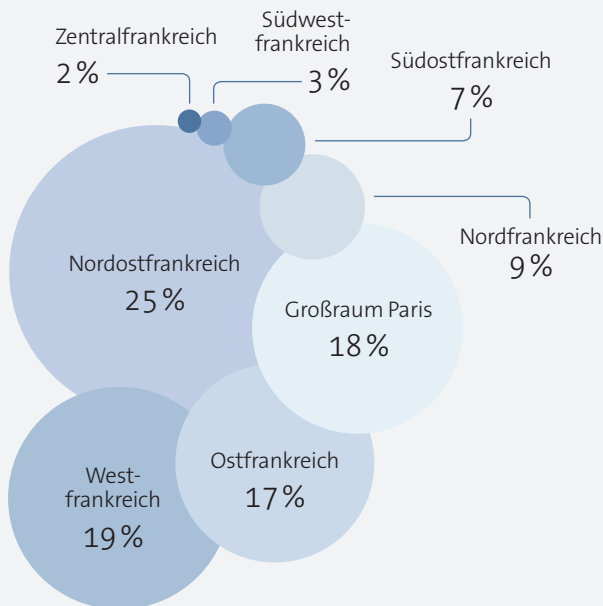 Zentralfrankreich
2 %
Südwest-
frankreich
3 %
Südostfrankreich
7 %
Nordfrankreich
9 %
Nordostfrankreich
25 %
Großraum Paris
18 %
Ostfrankreich
17 %
West-
frankreich
19 %